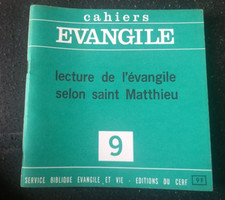 cahiers
EVANGILE
lecture de l'évangile
selon saint Matthieu
9
SERVICE BIBLIQUE EVANGILE ET VIE - EDITIONS DU CERF